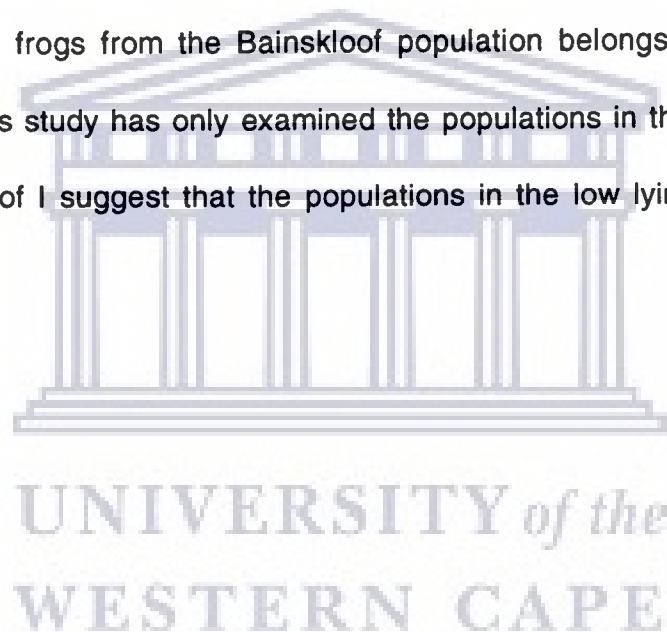 frogs from the Bainskloof population belongs
s study has only examined the populations in th
of I suggest that the populations in the low lyin
UNIVERSITY of the
WESTERN CAPE